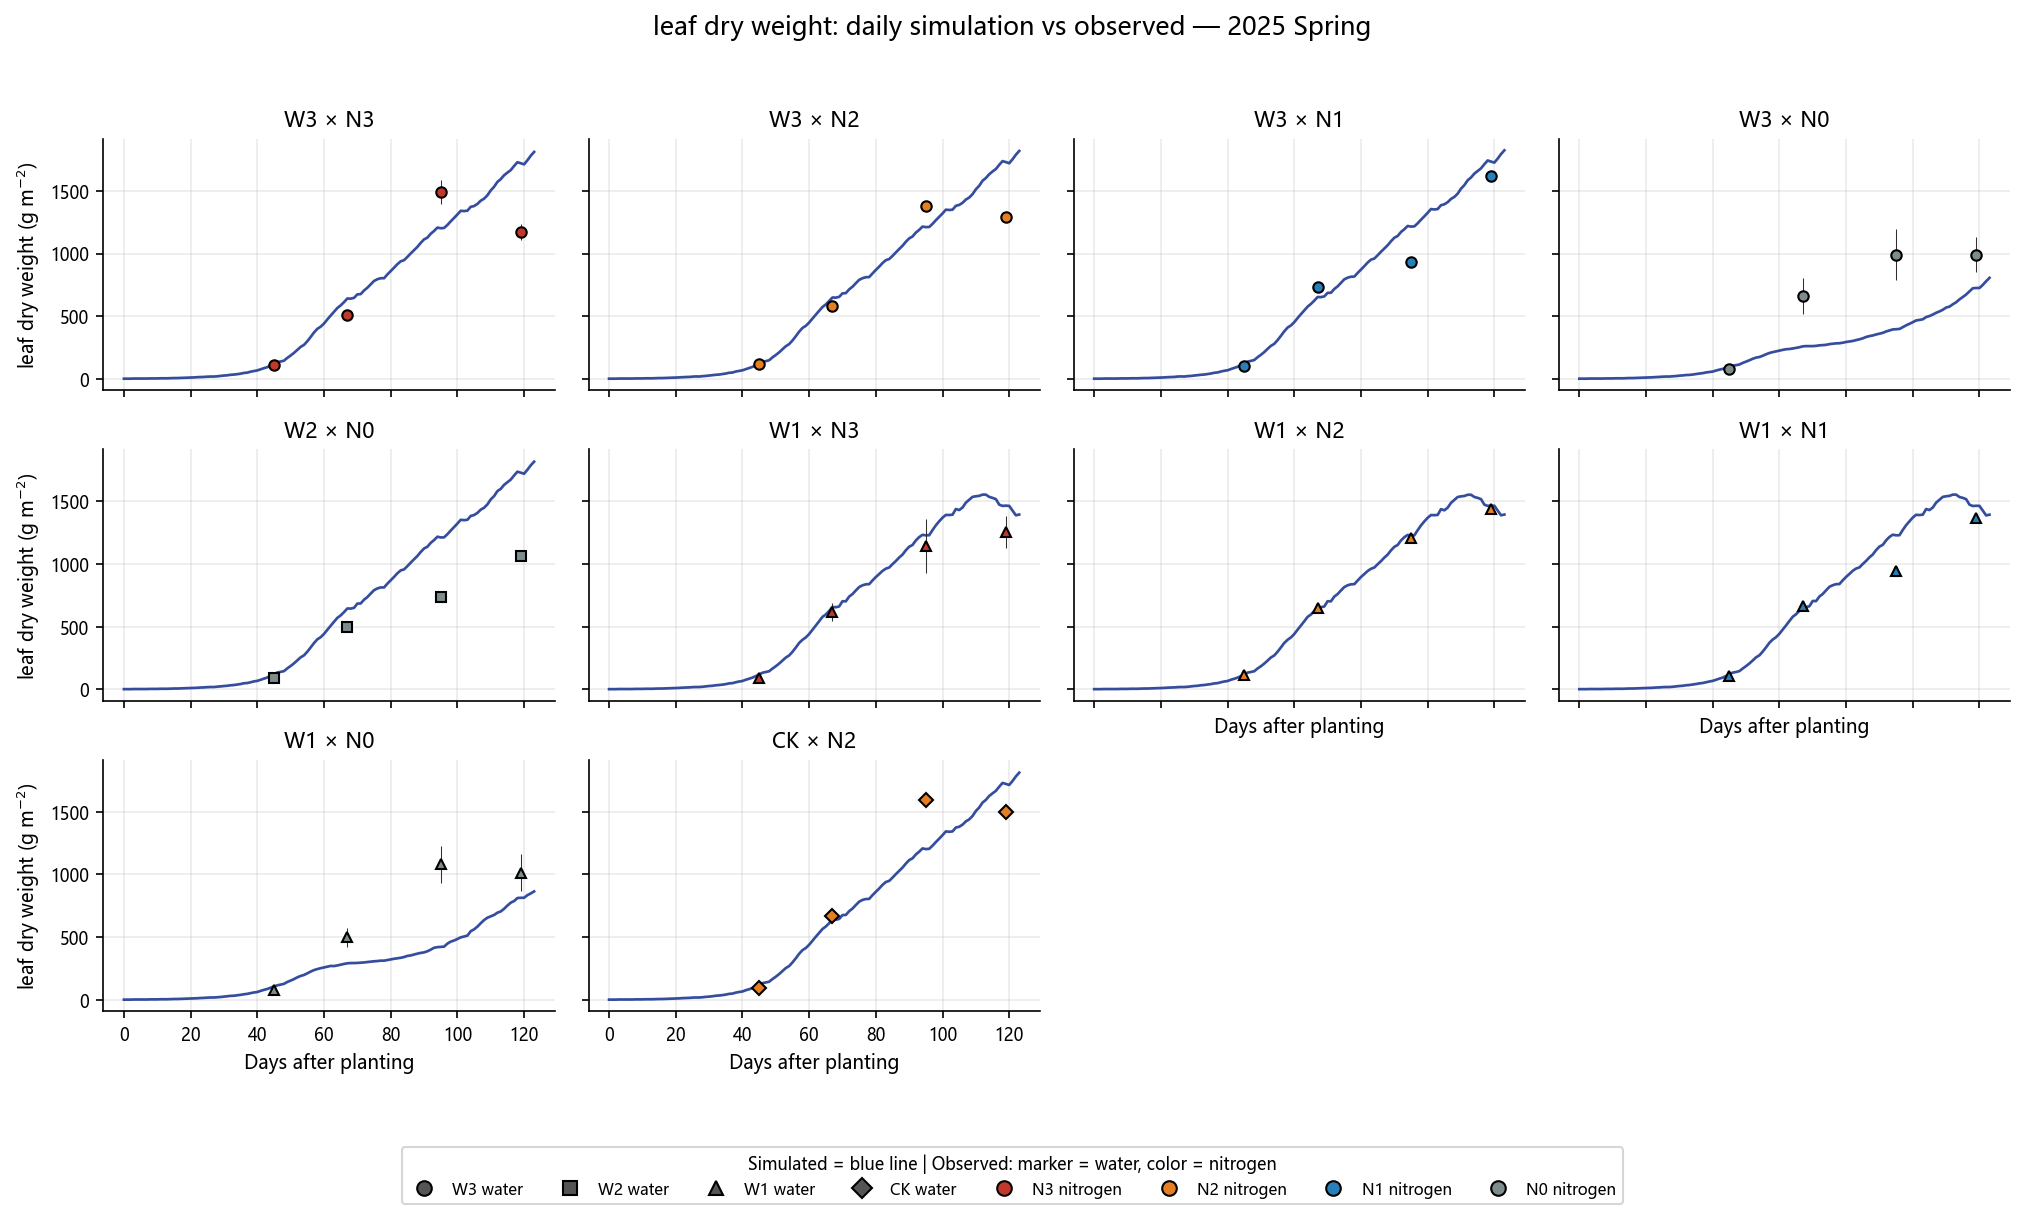 leaf dry weight: daily simulation vs observed — 2025 Spring
W3 × N3
W3 × N2
W3 × N1
W3 × N0
leaf dry weight (g m⁻²)
1500
1000
500
0
W2 × N0
W1 × N3
W1 × N2
W1 × N1
leaf dry weight (g m⁻²)
1500
1000
500
0
Days after planting
Days after planting
W1 × N0
CK × N2
leaf dry weight (g m⁻²)
1500
1000
500
0
0 20 40 60 80 100 120
0 20 40 60 80 100 120
Days after planting
Days after planting
Simulated = blue line | Observed: marker = water, color = nitrogen
W3 water W2 water W1 water CK water N3 nitrogen N2 nitrogen N1 nitrogen N0 nitrogen